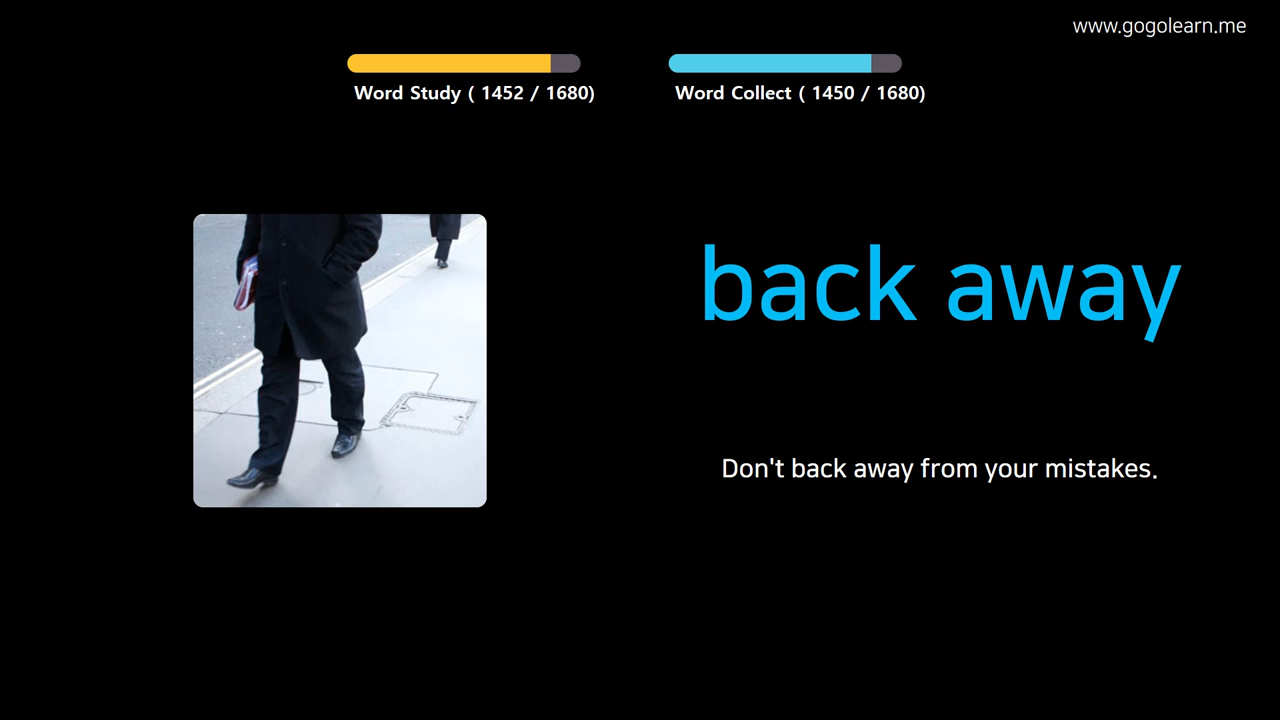 www.gogolearn.me
Word Study ( 1452 / 1680)
Word Collect ( 1450 / 1680)
back away
Don't back away from your mistakes.